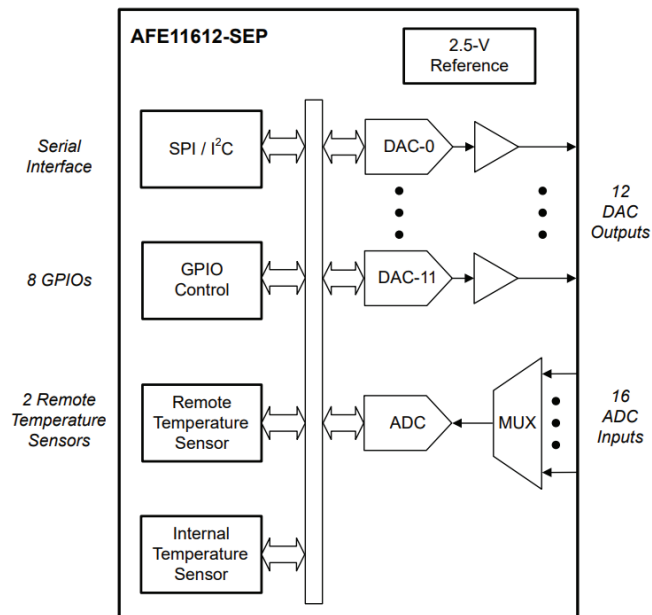 AFE11612-SEP
2.5-V
Reference
Serial
Interface
SPI / I²C
DAC-0
12
DAC
Outputs
8 GPIOs
GPIO
Control
DAC-11
2 Remote
Temperature
Sensors
Remote
Temperature
Sensor
ADC
MUX
16
ADC
Inputs
Internal
Temperature
Sensor